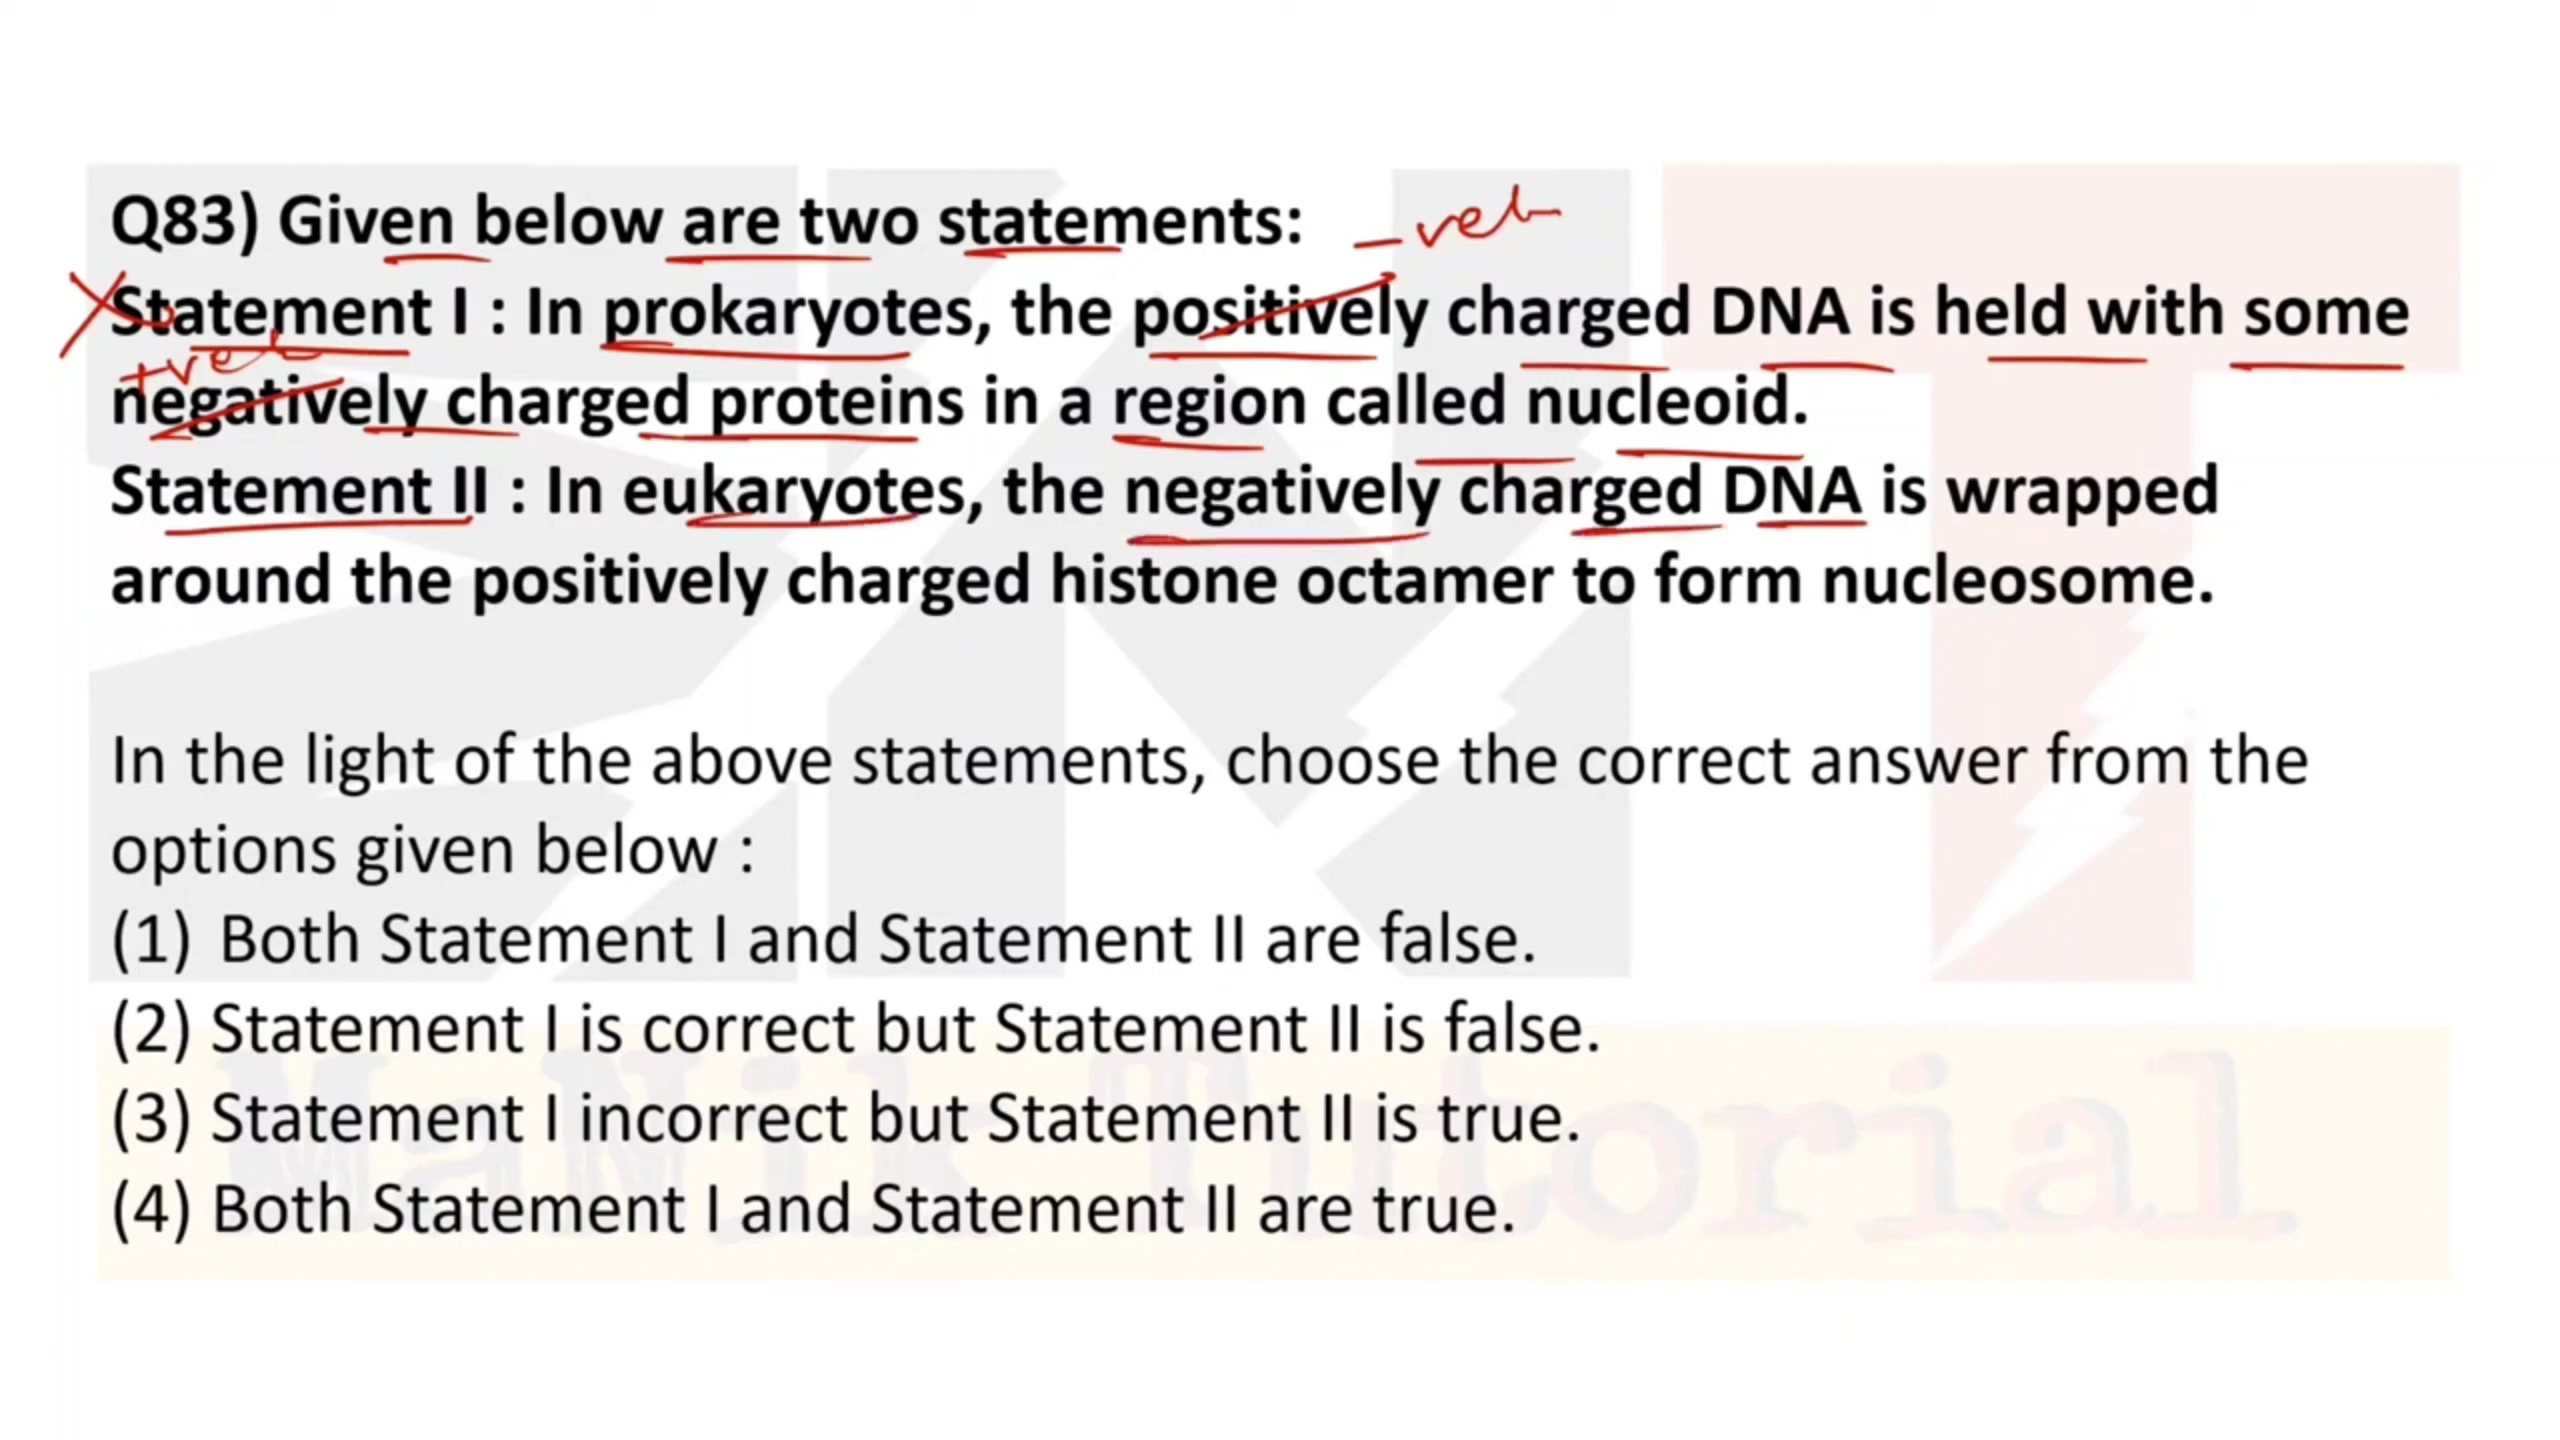 Q83) Given below are two statements: -vely
Statement I : In prokaryotes, the positively charged DNA is held with some
+vely
negatively charged proteins in a region called nucleoid.
Statement II : In eukaryotes, the negatively charged DNA is wrapped
around the positively charged histone octamer to form nucleosome.
In the light of the above statements, choose the correct answer from the
options given below :
(1) Both Statement I and Statement II are false.
(2) Statement I is correct but Statement II is false.
(3) Statement I incorrect but Statement II is true.
(4) Both Statement I and Statement II are true.
MaNik Tutorial